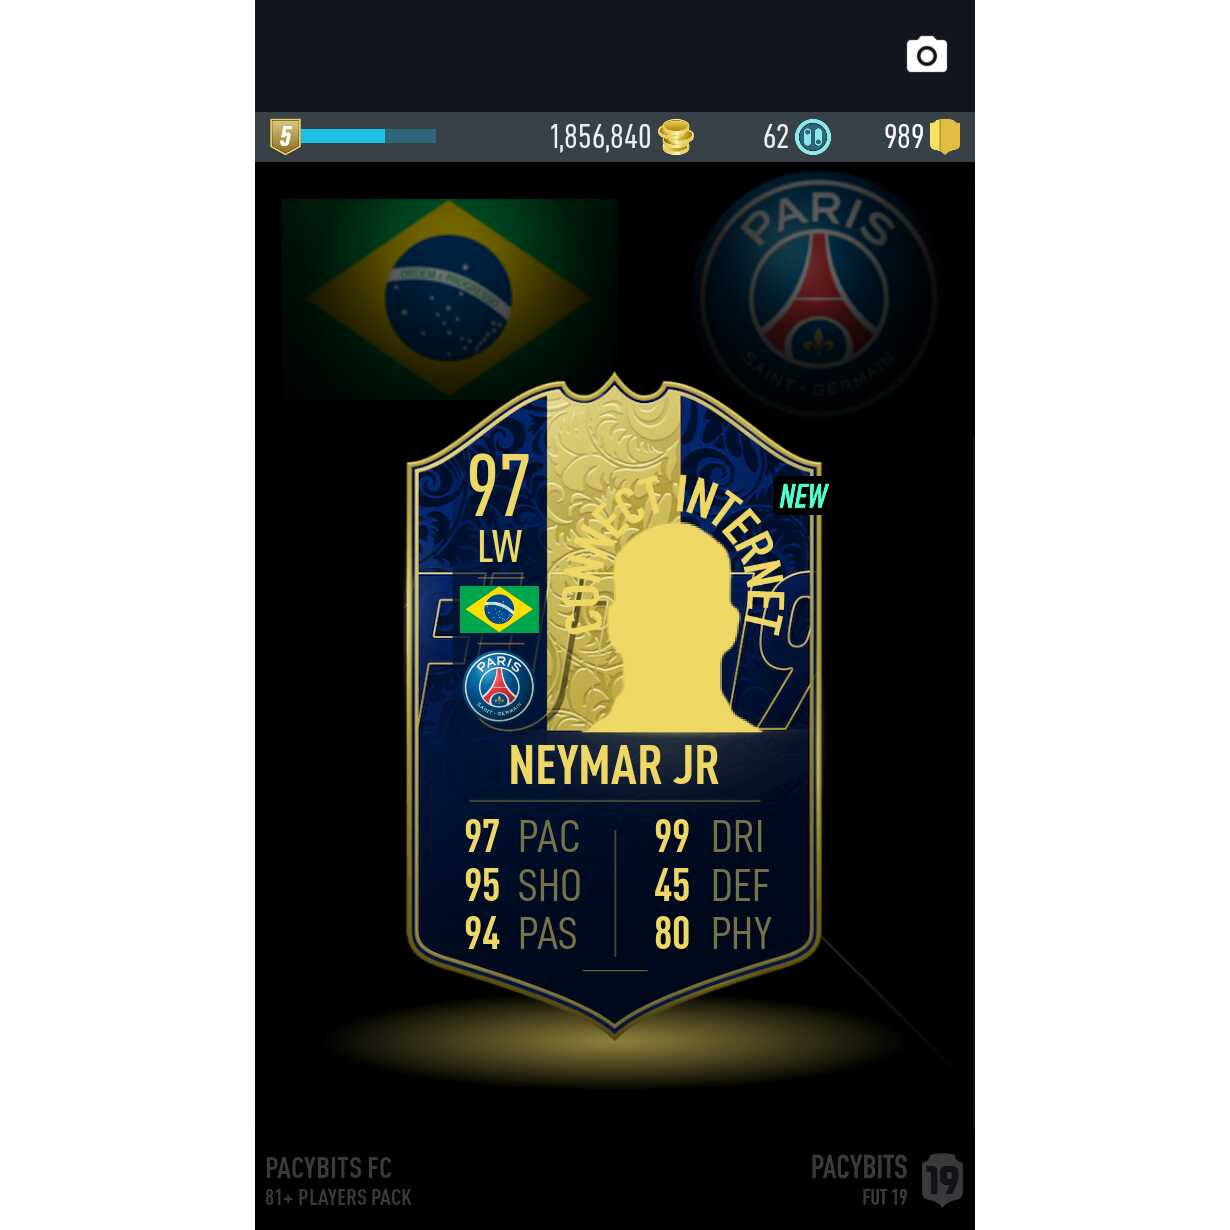 5
1,856,840
62
989
ORDEM E PROGRESSO
PARIS
SAINT-GERMAIN
97
LW
CONNECT INTERNET
NEW
PARIS
SAINT-GERMAIN
NEYMAR JR
97 PAC
99 DRI
95 SHO
45 DEF
94 PAS
80 PHY
PACYBITS FC
81+ PLAYERS PACK
PACYBITS
FUT 19
19